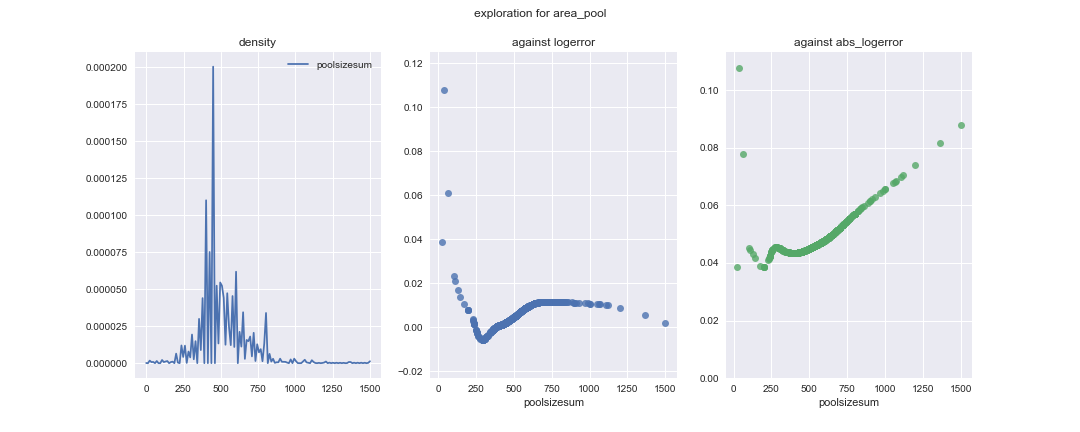 exploration for area_pool
density
against logerror
against abs_logerror
poolsizesum
0.000200
0.000175
0.000150
0.000125
0.000100
0.000075
0.000050
0.000025
0.000000
0 250 500 750 1000 1250 1500
0.12
0.10
0.08
0.06
0.04
0.02
0.00
−0.02
0 250 500 750 1000 1250 1500
poolsizesum
0.10
0.08
0.06
0.04
0.02
0.00
0 250 500 750 1000 1250 1500
poolsizesum